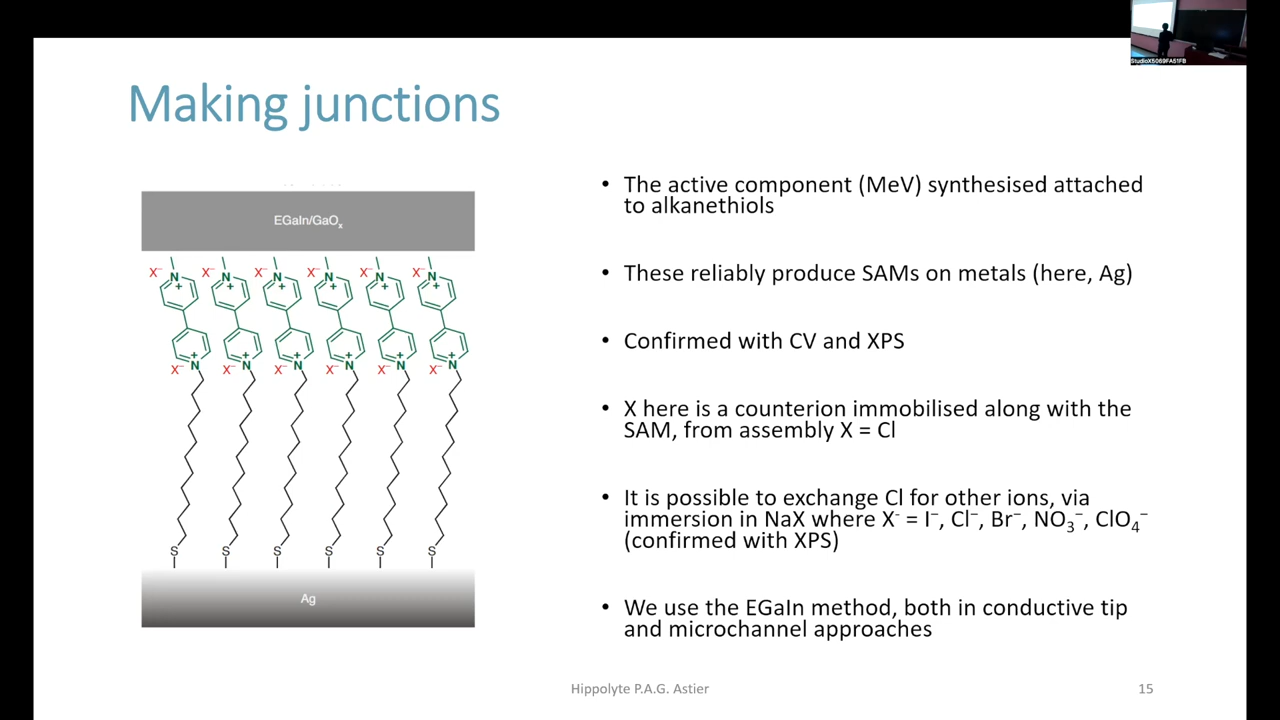 StudioX5069FA51FB
Making junctions
EGaIn/GaOₓ
X⁻ N + X⁻ N + X⁻ N + X⁻ N + X⁻ N + X⁻ N +
X⁻ N + X⁻ N + X⁻ N + X⁻ N + X⁻ N + X⁻ N +
S S S S S S
Ag
• The active component (MeV) synthesised attached
to alkanethiols
• These reliably produce SAMs on metals (here, Ag)
• Confirmed with CV and XPS
• X here is a counterion immobilised along with the
SAM, from assembly X = Cl
• It is possible to exchange Cl for other ions, via
immersion in NaX where X⁻ = I⁻, Cl⁻, Br⁻, NO₃⁻, ClO₄⁻
(confirmed with XPS)
• We use the EGaIn method, both in conductive tip
and microchannel approaches
Hippolyte P.A.G. Astier
15